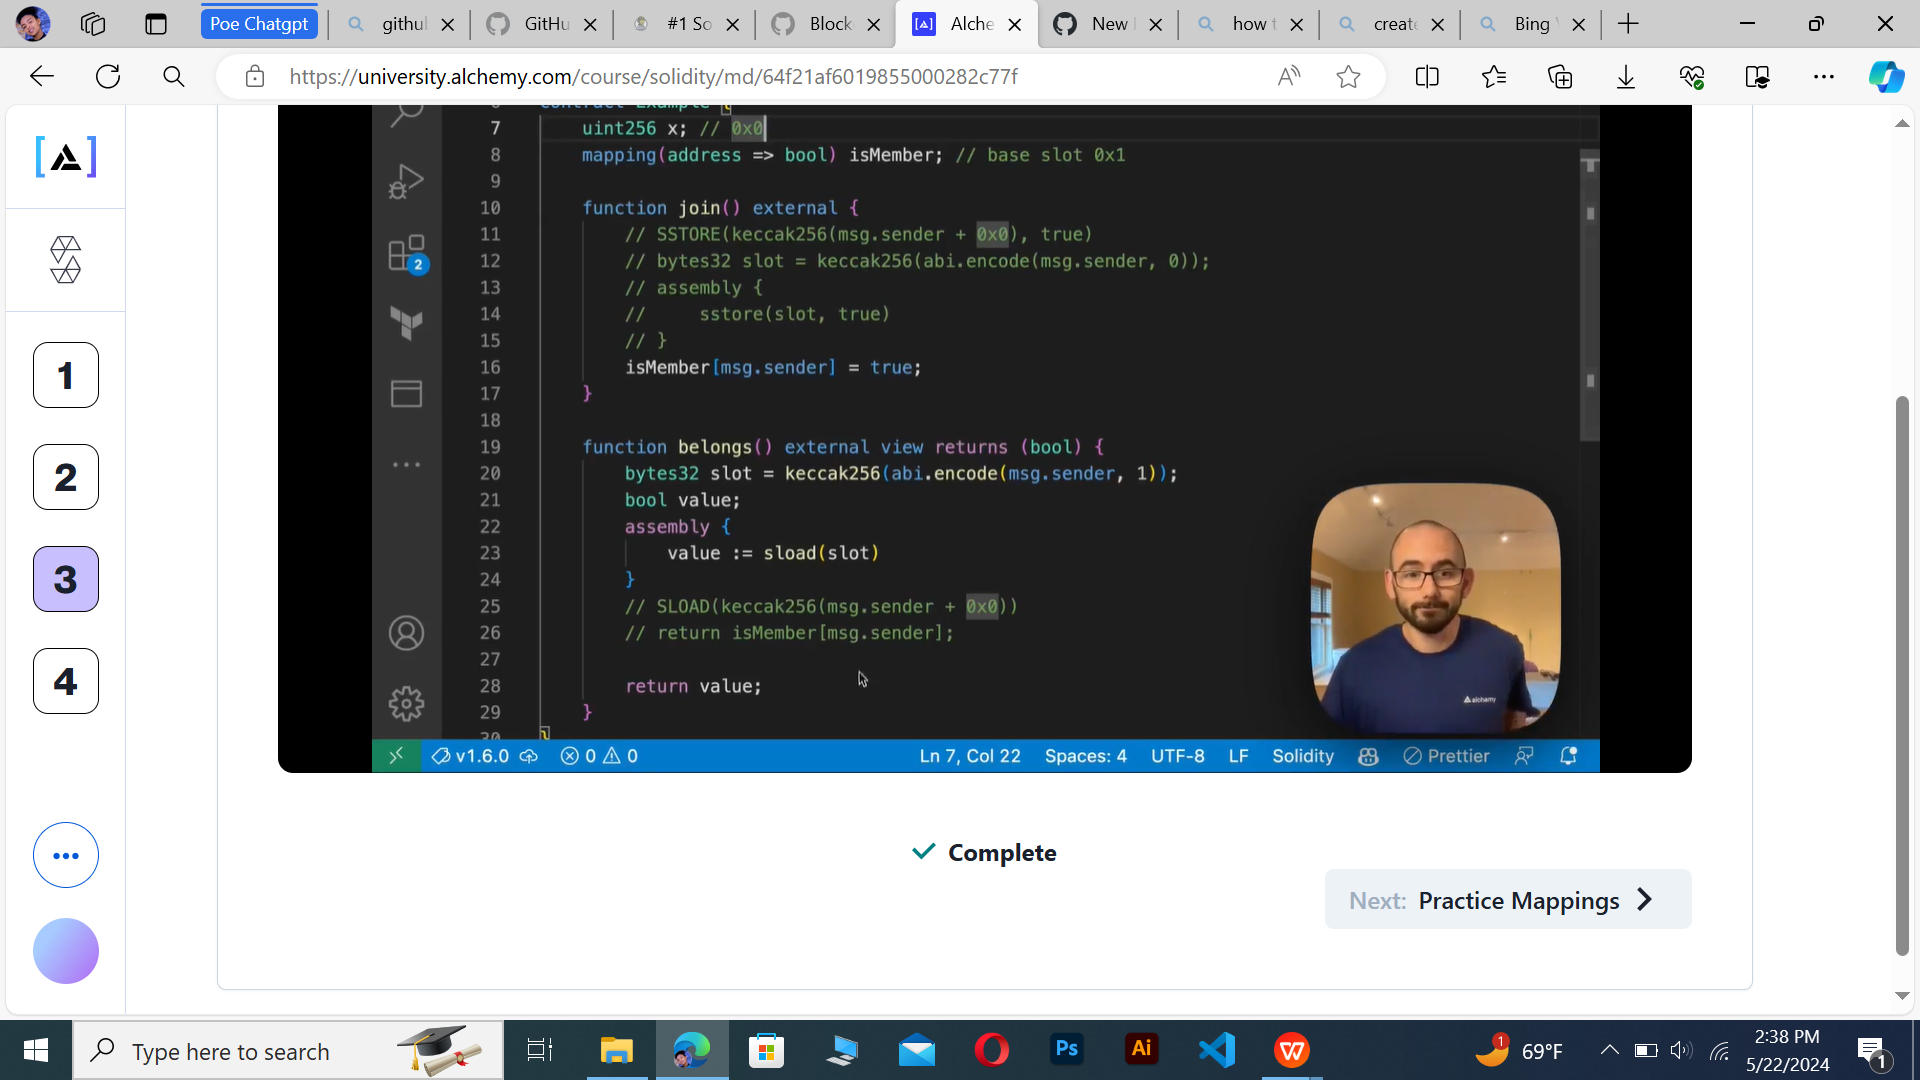 Poe Chatgpt
githu
GitHu
#1 So
Block
Alche
New
how t
create
Bing
https://university.alchemy.com/course/solidity/md/64f21af6019855000282c77f
1
2
3
4
7 uint256 x; // 0x0
8 mapping(address => bool) isMember; // base slot 0x1
9
10 function join() external {
11 // SSTORE(keccak256(msg.sender + 0x0), true)
12 // bytes32 slot = keccak256(abi.encode(msg.sender, 0));
13 // assembly {
14 // sstore(slot, true)
15 // }
16 isMember[msg.sender] = true;
17 }
18
19 function belongs() external view returns (bool) {
20 bytes32 slot = keccak256(abi.encode(msg.sender, 1));
21 bool value;
22 assembly {
23 value := sload(slot)
24 }
25 // SLOAD(keccak256(msg.sender + 0x0))
26 // return isMember[msg.sender];
27
28 return value;
29 }
30 }
2
alchemy
v1.6.0 0 0 Ln 7, Col 22 Spaces: 4 UTF-8 LF Solidity Prettier
Complete
Next: Practice Mappings
Type here to search
Ps
Ai
1
69°F
2:38 PM
5/22/2024
1